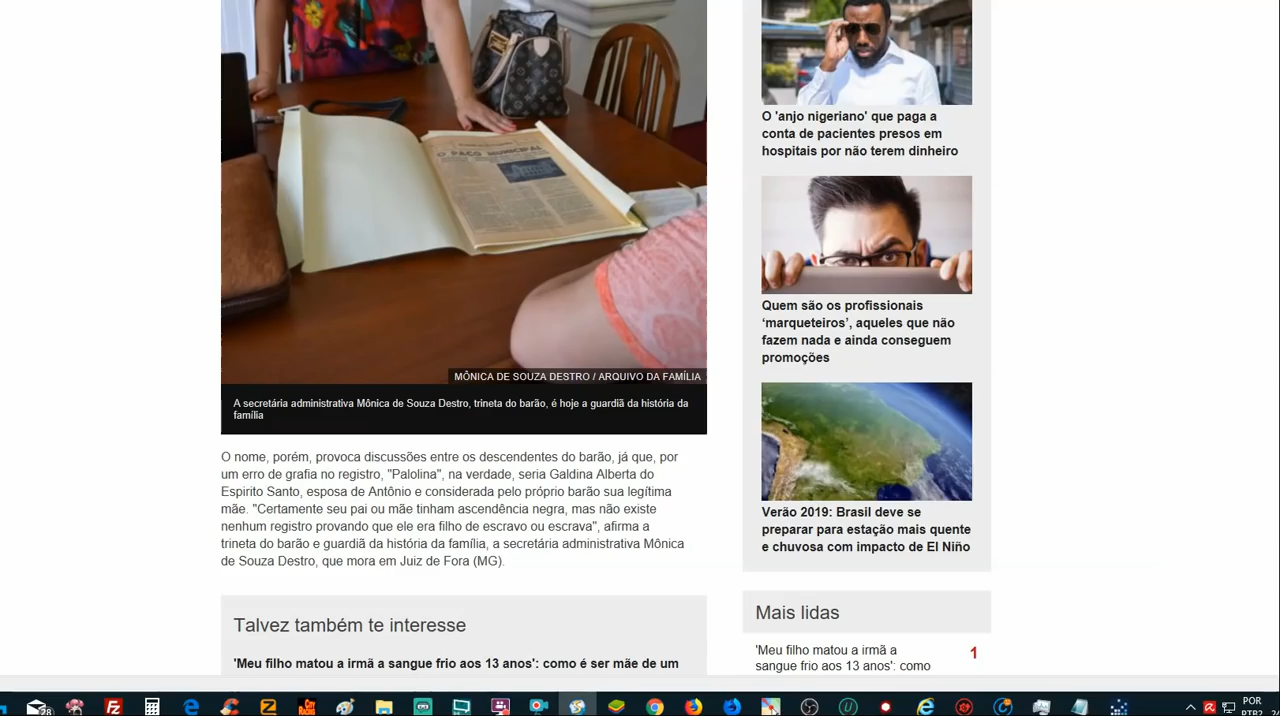 O PAÇO MUNICIPAL
MÔNICA DE SOUZA DESTRO / ARQUIVO DA FAMÍLIA
A secretária administrativa Mônica de Souza Destro, trineta do barão, é hoje a guardiã da história da
família
O nome, porém, provoca discussões entre os descendentes do barão, já que, por
um erro de grafia no registro, "Palolina", na verdade, seria Galdina Alberta do
Espirito Santo, esposa de Antônio e considerada pelo próprio barão sua legítima
mãe. "Certamente seu pai ou mãe tinham ascendência negra, mas não existe
nenhum registro provando que ele era filho de escravo ou escrava", afirma a
trineta do barão e guardiã da história da família, a secretária administrativa Mônica
de Souza Destro, que mora em Juiz de Fora (MG).
Talvez também te interesse
'Meu filho matou a irmã a sangue frio aos 13 anos': como é ser mãe de um
O 'anjo nigeriano' que paga a
conta de pacientes presos em
hospitais por não terem dinheiro
Quem são os profissionais
‘marqueteiros’, aqueles que não
fazem nada e ainda conseguem
promoções
Verão 2019: Brasil deve se
preparar para estação mais quente
e chuvosa com impacto de El Niño
Mais lidas
'Meu filho matou a irmã a 1
sangue frio aos 13 anos': como
28
POR